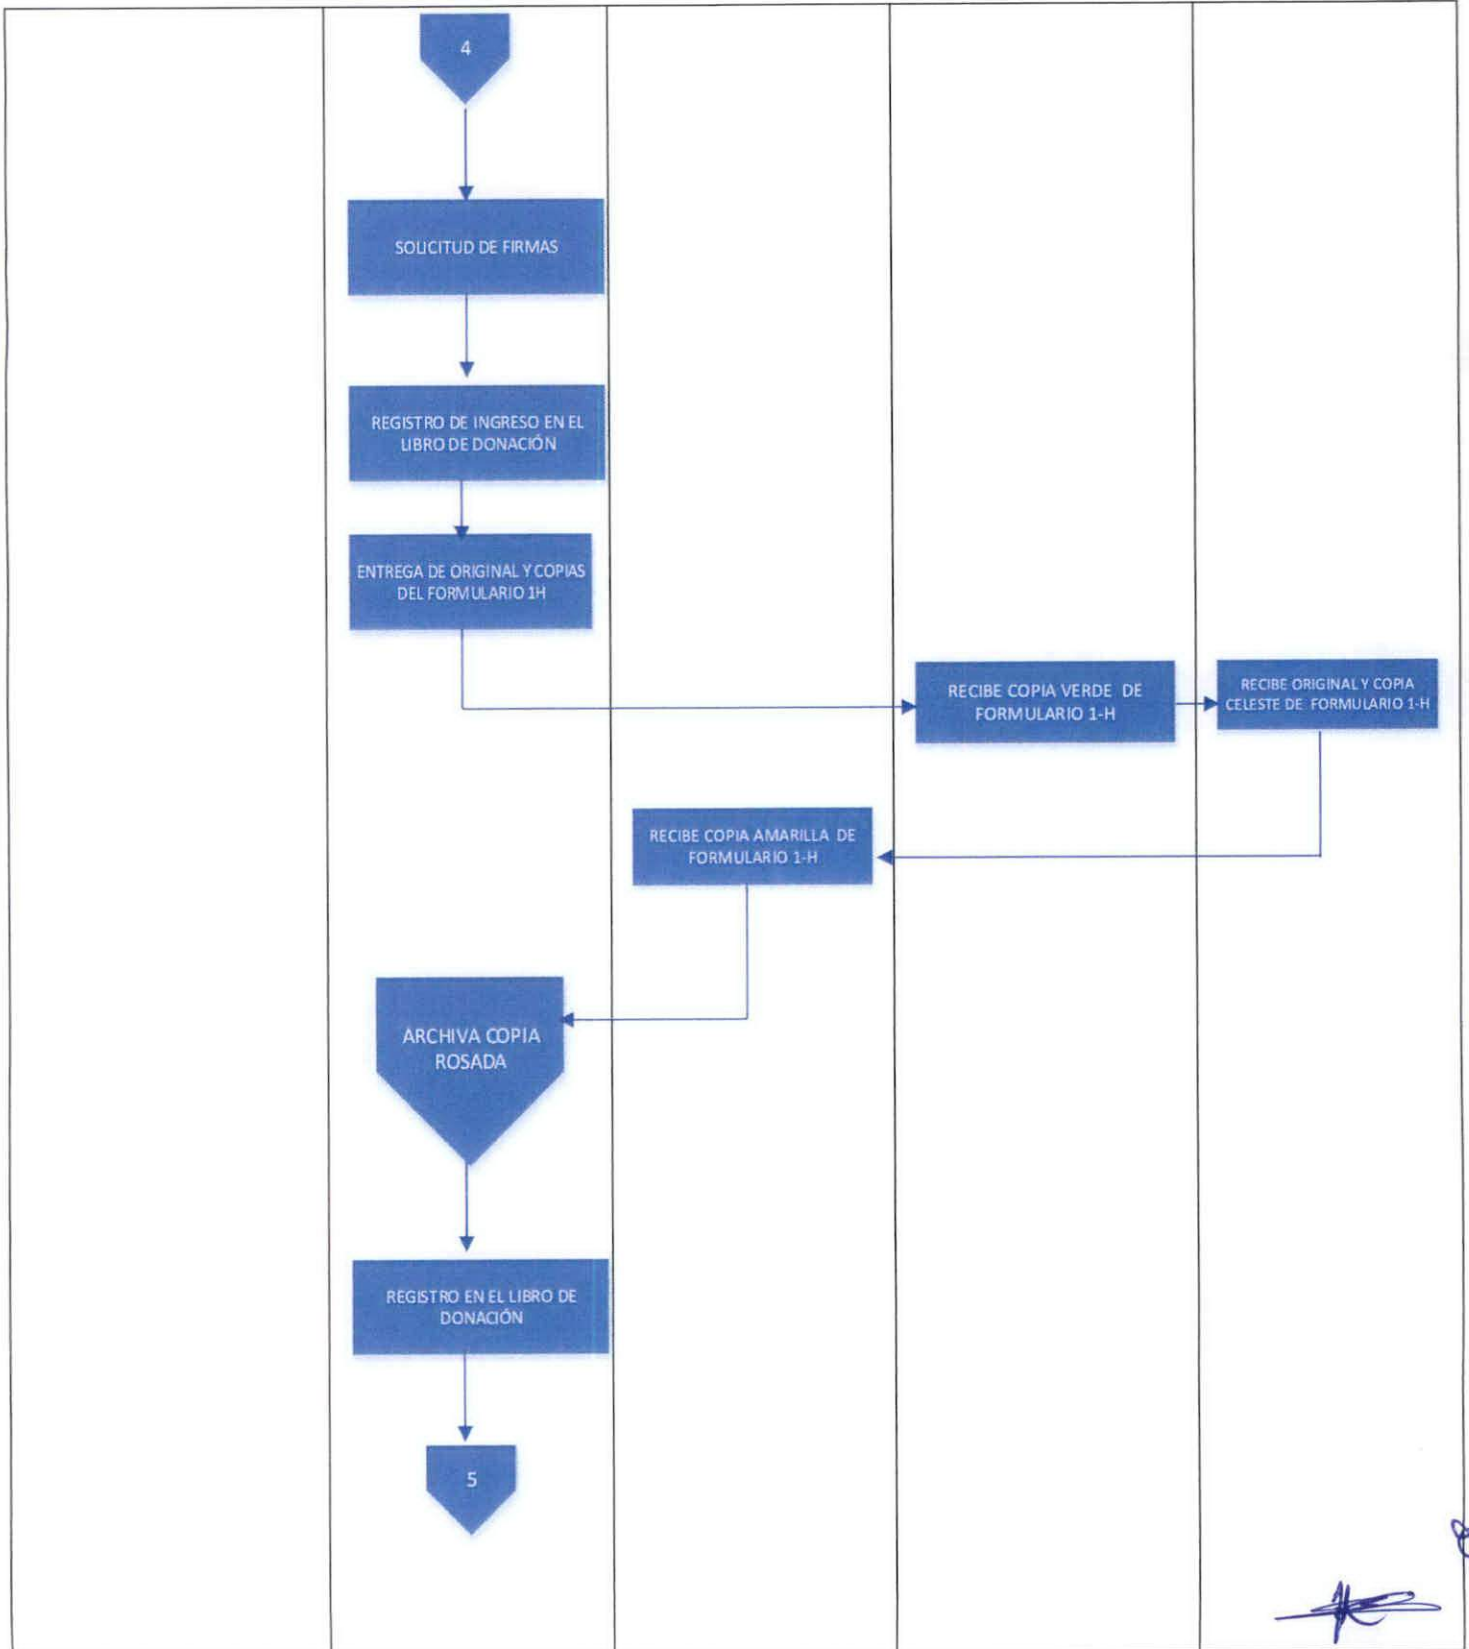 4
SOLICITUD DE FIRMAS
REGISTRO DE INGRESO EN EL
LIBRO DE DONACIÓN
ENTREGA DE ORIGINAL Y COPIAS
DEL FORMULARIO 1H
RECIBE COPIA VERDE DE
FORMULARIO 1-H
RECIBE ORIGINAL Y COPIA
CELESTE DE FORMULARIO 1-H
RECIBE COPIA AMARILLA DE
FORMULARIO 1-H
ARCHIVA COPIA
ROSADA
REGISTRO EN EL LIBRO DE
DONACIÓN
5